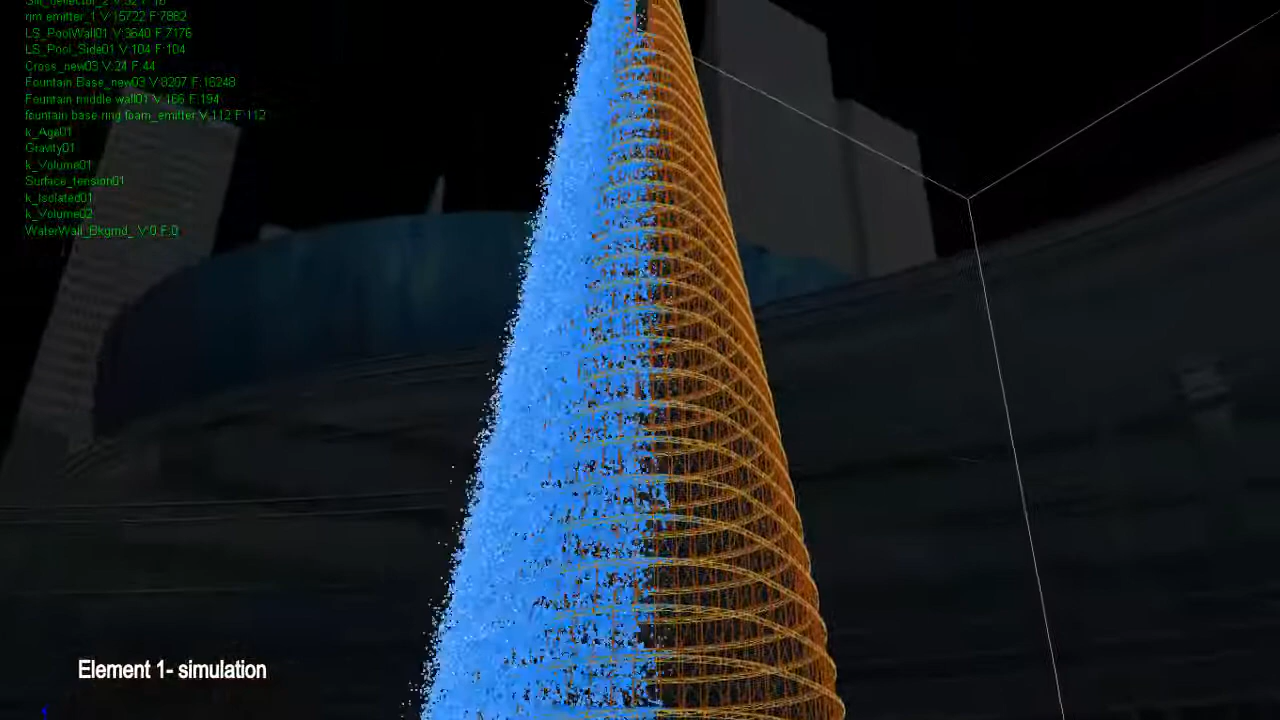 rim emitter_1 V:15722 F:7882
LS_PoolWall01 V:3640 F:7176
LS_Pool_Side01 V:104 F:104
Cross_new03 V:24 F:44
Fountain Base_new03 V:8207 F:16248
Fountain middle wall01 V:166 F:194
fountain base ring foam_emitter V:112 F:112
k_Age01
Gravity01
k_Volume01
Surface_tension01
k_Isolated01
k_Volume02
WaterWall_Bkgrnd_ V:0 F:0
Element 1- simulation